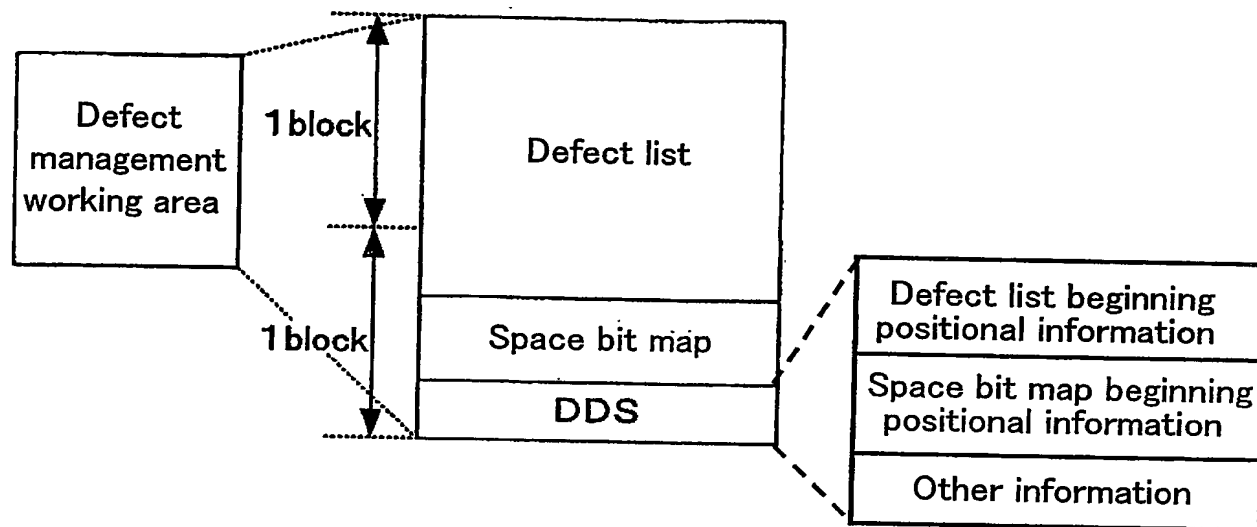 Defect
management
working area
1 block
1 block
Defect list
Space bit map
DDS
Defect list beginning
positional information
Space bit map beginning
positional information
Other information